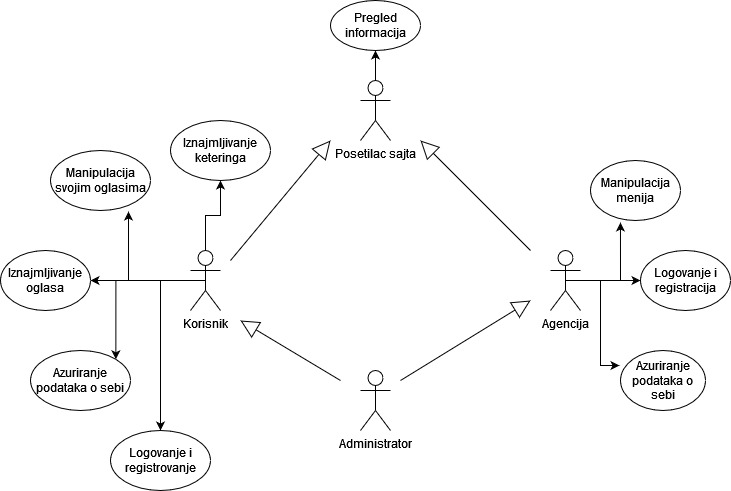 Pregled
informacija
Posetilac sajta
Iznajmljivanje
keteringa
Manipulacija
svojim oglasima
Manipulacija
menija
Iznajmljivanje
oglasa
Korisnik
Agencija
Logovanje i
registracija
Azuriranje
podataka o sebi
Azuriranje
podataka o
sebi
Administrator
Logovanje i
registrovanje